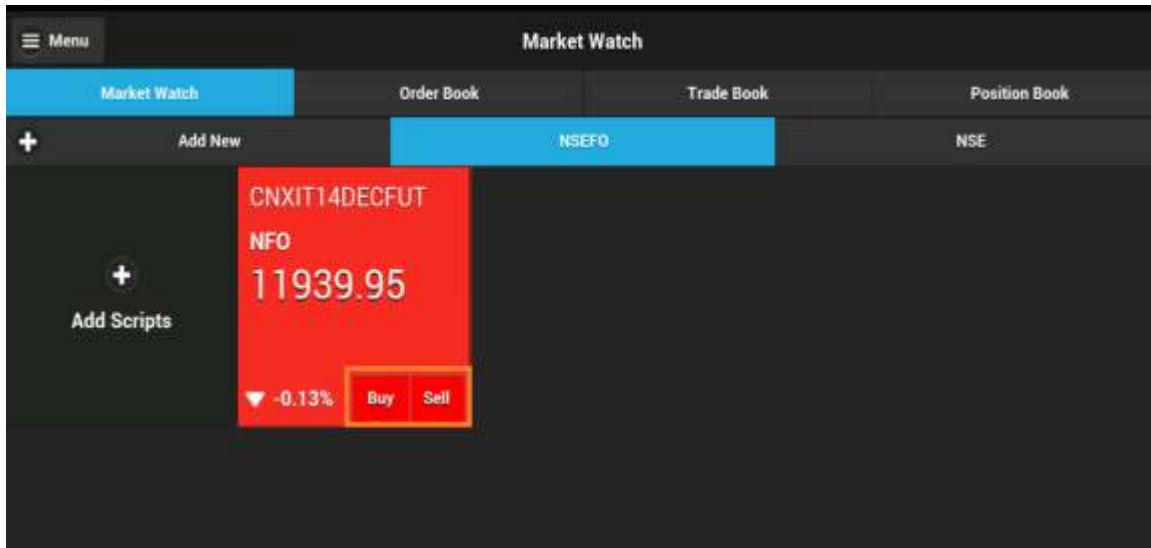 Menu
Market Watch
Market Watch Order Book Trade Book Position Book
Add New NSEFO NSE
CNXIT14DECFUT
NFO
11939.95
Add Scripts
-0.13% Buy Sell